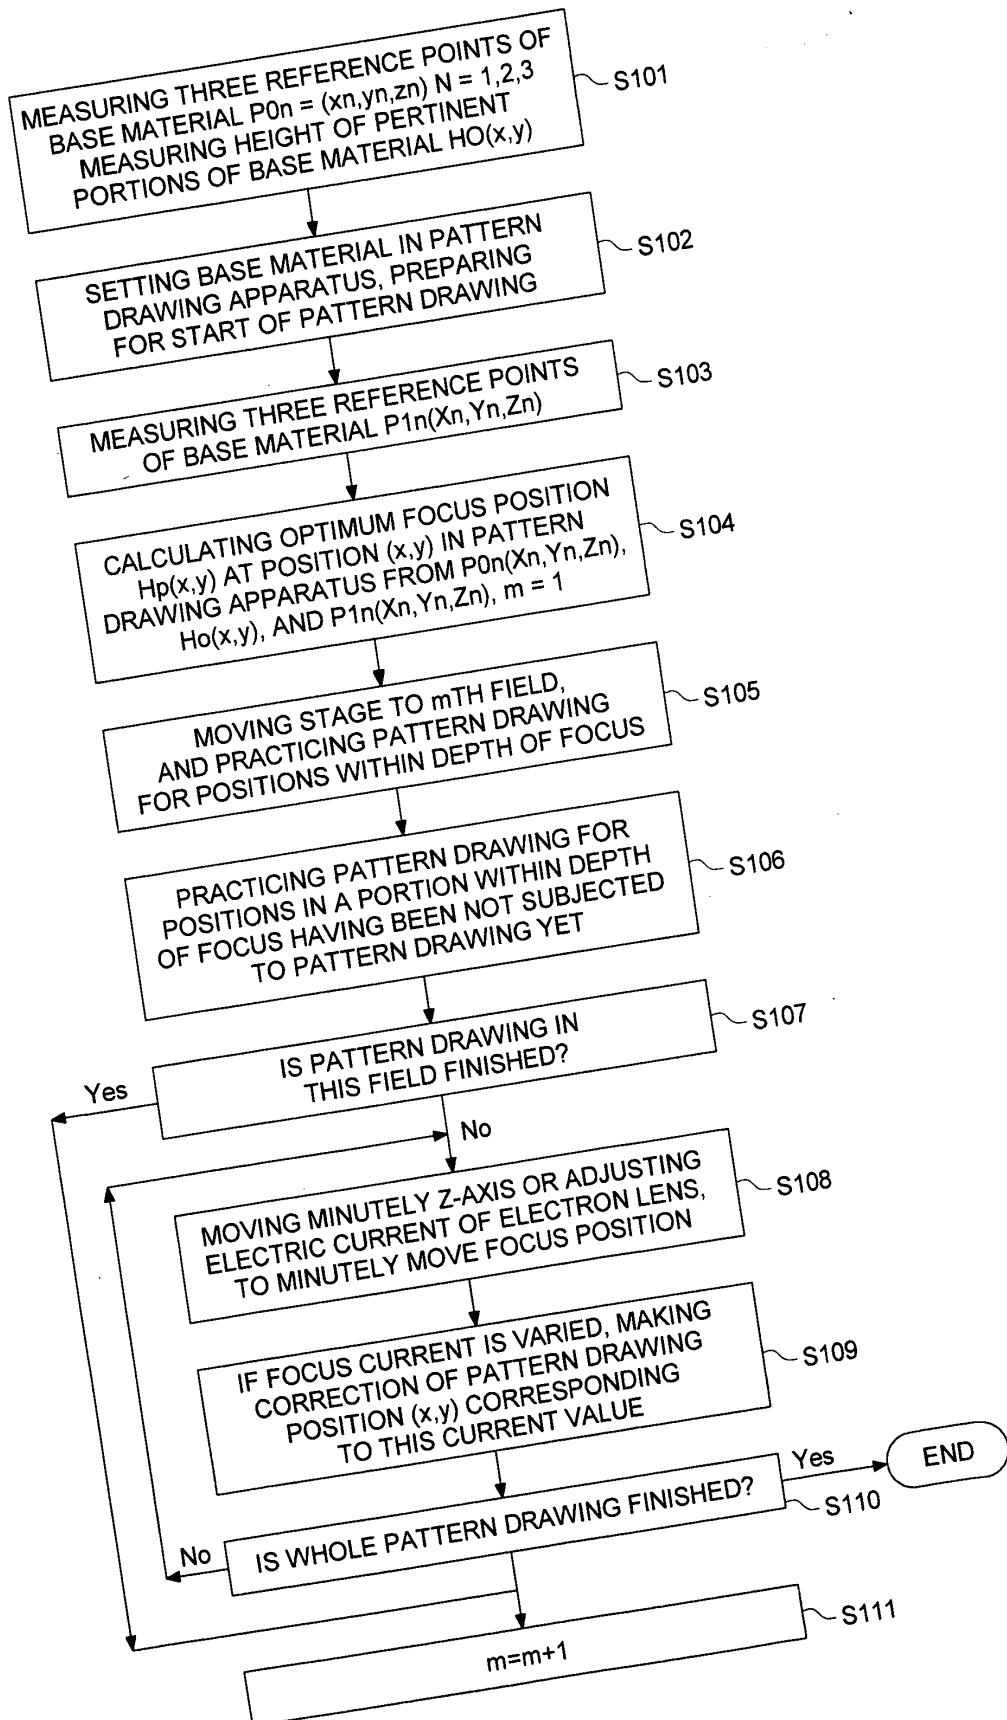 MEASURING THREE REFERENCE POINTS OF
BASE MATERIAL P0n = (xn,yn,zn) N = 1,2,3
MEASURING HEIGHT OF PERTINENT
PORTIONS OF BASE MATERIAL HO(x,y)
S101
SETTING BASE MATERIAL IN PATTERN
DRAWING APPARATUS, PREPARING
FOR START OF PATTERN DRAWING
S102
MEASURING THREE REFERENCE POINTS
OF BASE MATERIAL P1n(Xn,Yn,Zn)
S103
CALCULATING OPTIMUM FOCUS POSITION
Hp(x,y) AT POSITION (x,y) IN PATTERN
DRAWING APPARATUS FROM P0n(Xn,Yn,Zn),
Ho(x,y), AND P1n(Xn,Yn,Zn), m = 1
S104
MOVING STAGE TO mTH FIELD,
AND PRACTICING PATTERN DRAWING
FOR POSITIONS WITHIN DEPTH OF FOCUS
S105
PRACTICING PATTERN DRAWING FOR
POSITIONS IN A PORTION WITHIN DEPTH
OF FOCUS HAVING BEEN NOT SUBJECTED
TO PATTERN DRAWING YET
S106
IS PATTERN DRAWING IN
THIS FIELD FINISHED?
S107
Yes
No
MOVING MINUTELY Z-AXIS OR ADJUSTING
ELECTRIC CURRENT OF ELECTRON LENS,
TO MINUTELY MOVE FOCUS POSITION
S108
IF FOCUS CURRENT IS VARIED, MAKING
CORRECTION OF PATTERN DRAWING
POSITION (x,y) CORRESPONDING
TO THIS CURRENT VALUE
S109
IS WHOLE PATTERN DRAWING FINISHED?
S110
Yes
END
No
m=m+1
S111